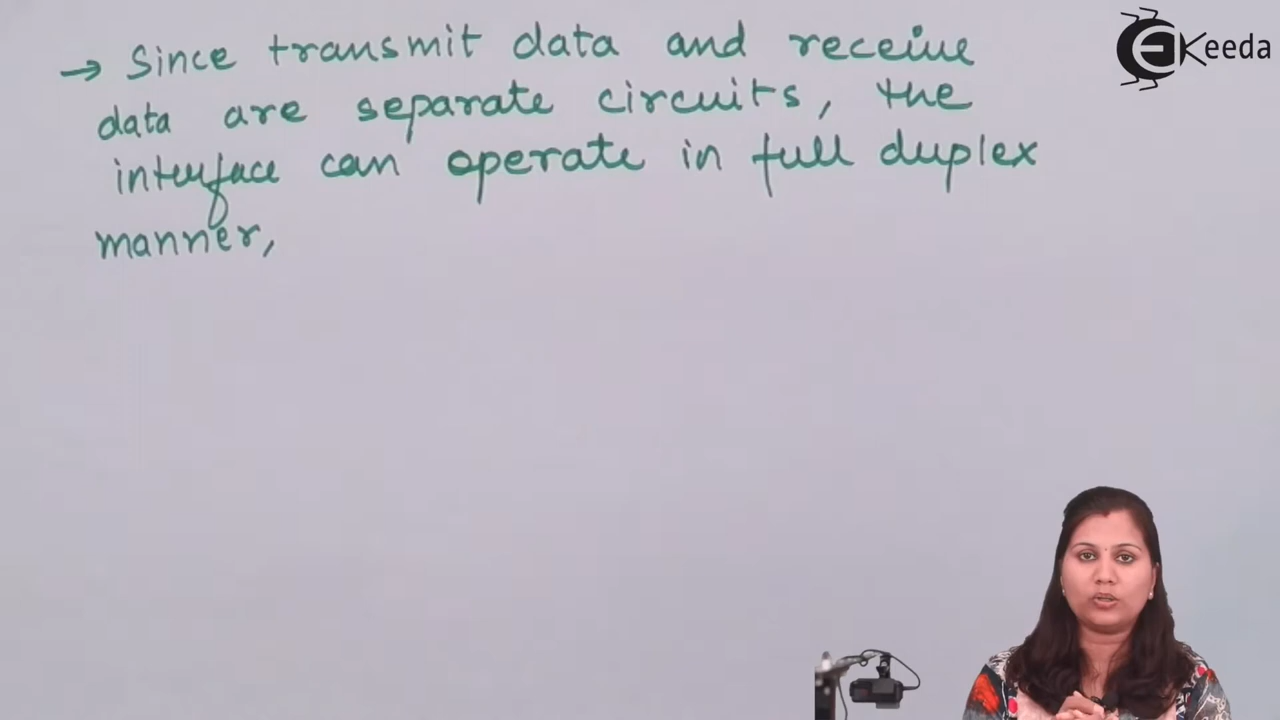 → Since transmit data and receive
data are separate circuits, the
interface can operate in full duplex
manner,
EKeeda